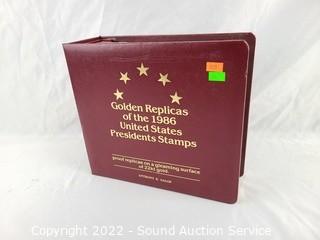 Golden Replicas
of the 1986
United States
Presidents Stamps
proof replicas on a gleaming surface
of 22kt gold
Copyright 2022 - Sound Auction Service